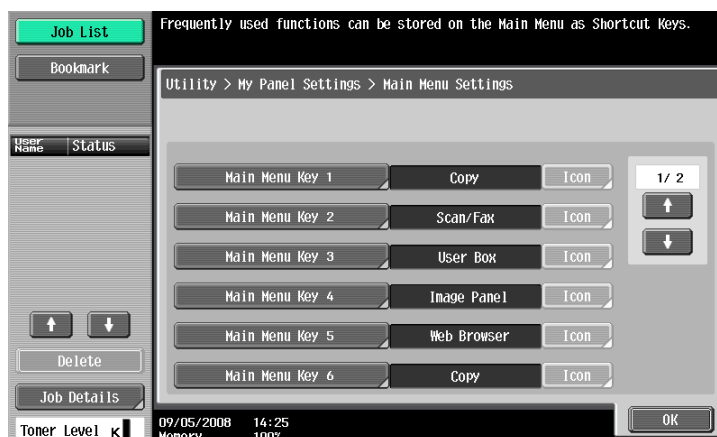 Job List
Bookmark
User Name Status
Delete
Job Details
Toner Level K
Frequently used functions can be stored on the Main Menu as Shortcut Keys.
Utility > My Panel Settings > Main Menu Settings
Main Menu Key 1 Copy Icon
Main Menu Key 2 Scan/Fax Icon
Main Menu Key 3 User Box Icon
Main Menu Key 4 Image Panel Icon
Main Menu Key 5 Web Browser Icon
Main Menu Key 6 Copy Icon
1/ 2
09/05/2008 14:25
Memory 100%
OK